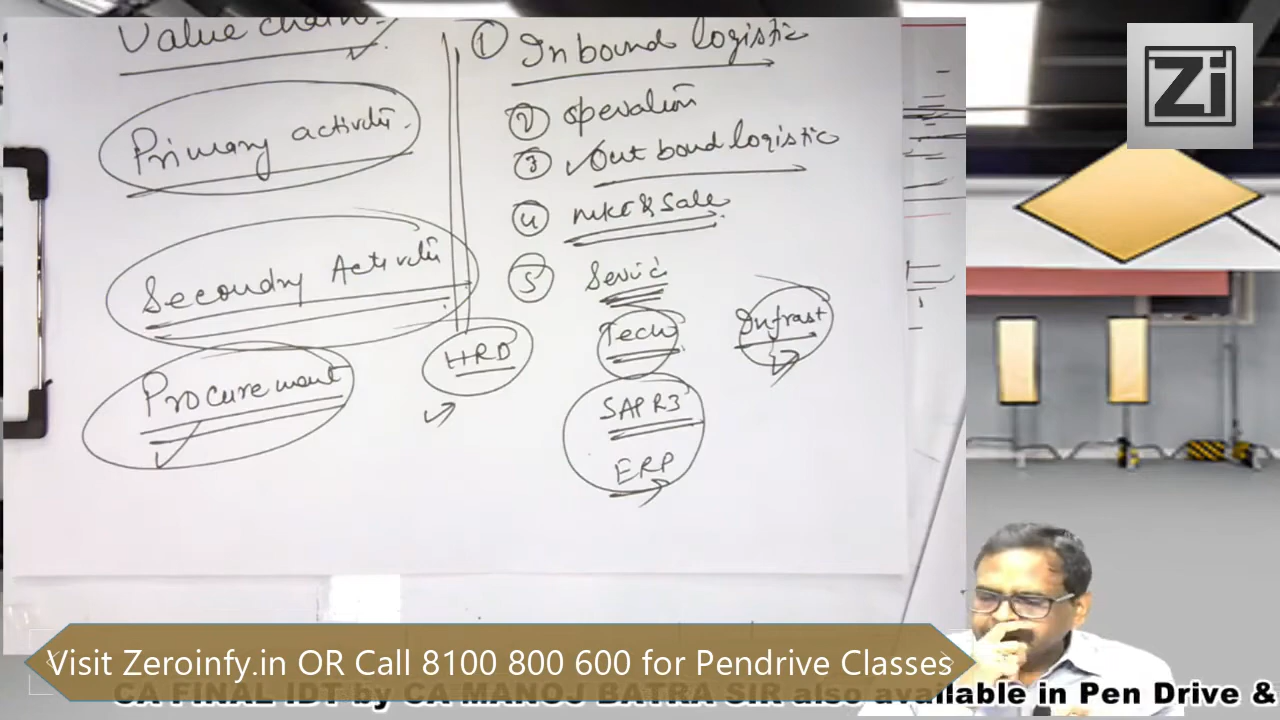 Value chain
Primary activiti
Secondry Activiti
Procurement
HRD
① Inbound logistic
② operation
③ ✓Out bound logistic
④ mkt & Sale
⑤ Servic
Tech
Infrast
SAP R3
ERP
Zi
Visit Zeroinfy.in OR Call 8100 800 600 for Pendrive Classes
CA FINAL IDT by CA MANOJ BATRA SIR also available in Pen Drive &